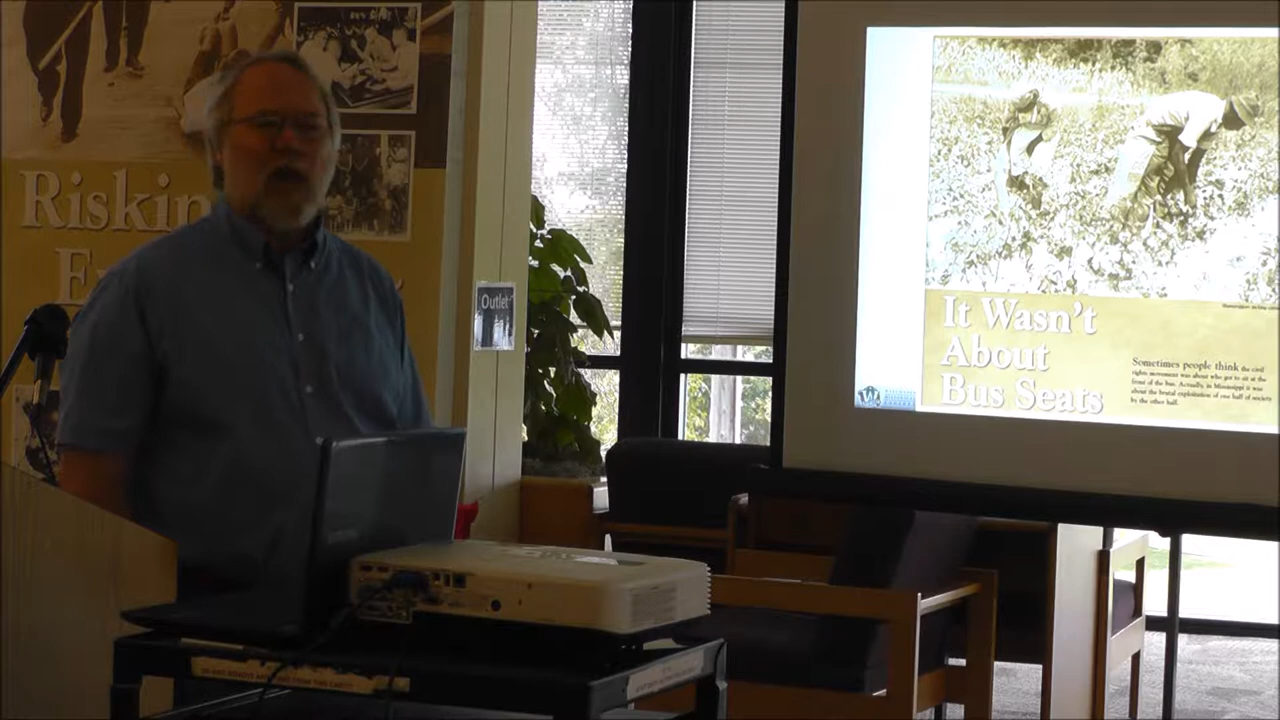 Riskin
E
Outlet
It Wasn't
About
Bus Seats
Sometimes people think the civil
rights movement was about who got to sit at the
front of the bus. Actually, in Mississippi it was
about the brutal exploitation of one half of society
by the other half.
W